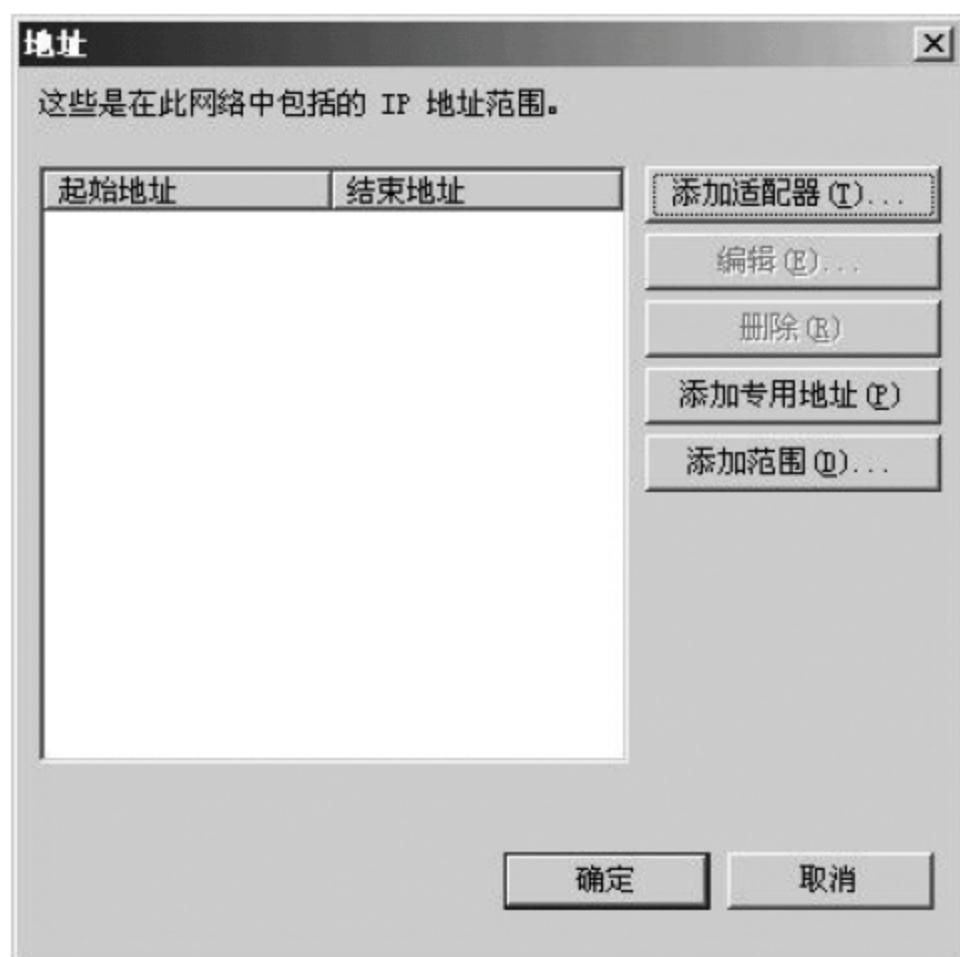 地址
这些是在此网络中包括的 IP 地址范围。
起始地址 结束地址
添加适配器(T)...
编辑(E)...
删除(R)
添加专用地址(P)
添加范围(D)...
确定 取消